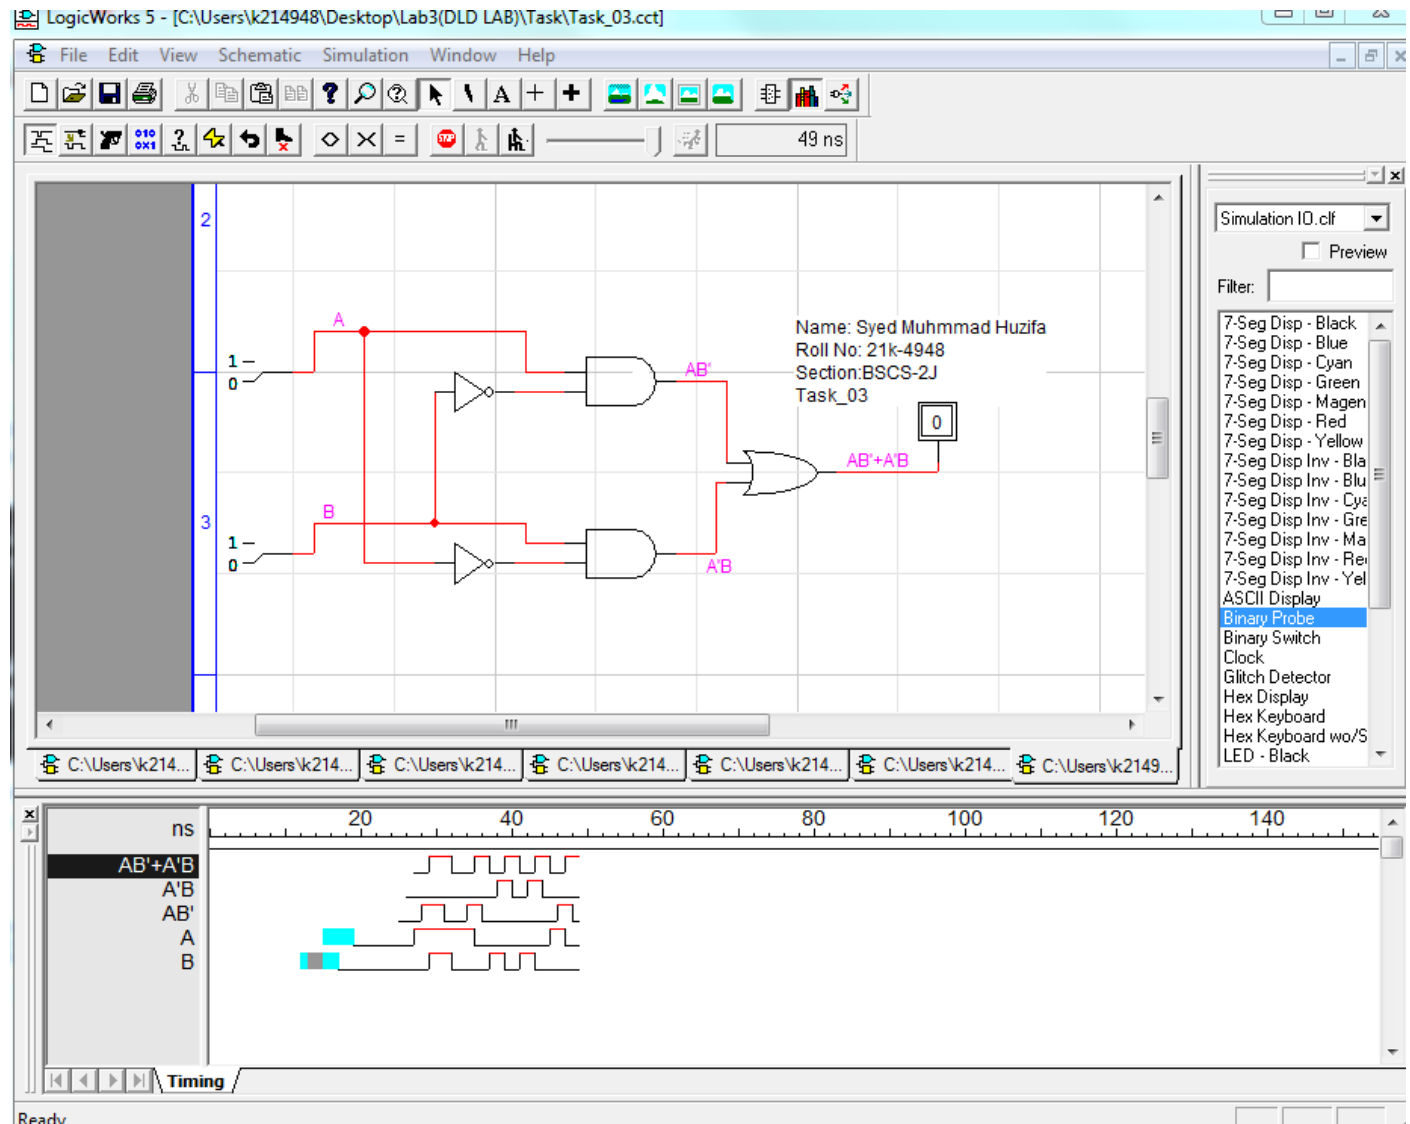 LogicWorks 5 - [C:\Users\k214948\Desktop\Lab3(DLD LAB)\Task\Task_03.cct]
File Edit View Schematic Simulation Window Help
A
010
0X1
STOP
49 ns
2
3
A
1
0
B
1
0
AB'
A'B
AB'+A'B
0
Name: Syed Muhmmad Huzifa
Roll No: 21k-4948
Section:BSCS-2J
Task_03
Simulation IO.clf
Preview
Filter:
7-Seg Disp - Black
7-Seg Disp - Blue
7-Seg Disp - Cyan
7-Seg Disp - Green
7-Seg Disp - Magen
7-Seg Disp - Red
7-Seg Disp - Yellow
7-Seg Disp Inv - Bla
7-Seg Disp Inv - Blu
7-Seg Disp Inv - Cya
7-Seg Disp Inv - Gre
7-Seg Disp Inv - Ma
7-Seg Disp Inv - Re
7-Seg Disp Inv - Yel
ASCII Display
Binary Probe
Binary Switch
Clock
Glitch Detector
Hex Display
Hex Keyboard
Hex Keyboard wo/S
LED - Black
C:\Users\k214... C:\Users\k214... C:\Users\k214... C:\Users\k214... C:\Users\k214... C:\Users\k214... C:\Users\k2149...
ns 20 40 60 80 100 120 140
AB'+A'B
A'B
AB'
A
B
Timing
Ready